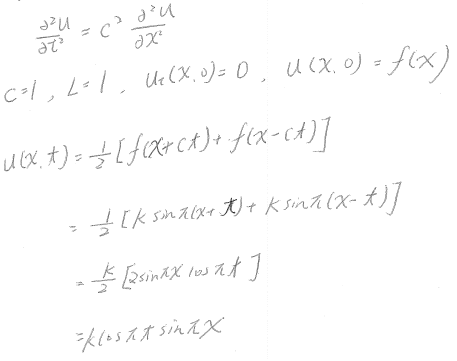 ∂²u/∂t² = c² ∂²u/∂x²
c=1, L=1, u_t(x,0)=0, u(x,0)=f(x)
u(x,t)=1/2[f(x+ct)+f(x-ct)]
=1/2[k sinπ(x+t)+k sinπ(x-t)]
=k/2[2sinπx cosπt]
=k cosπt sinπx